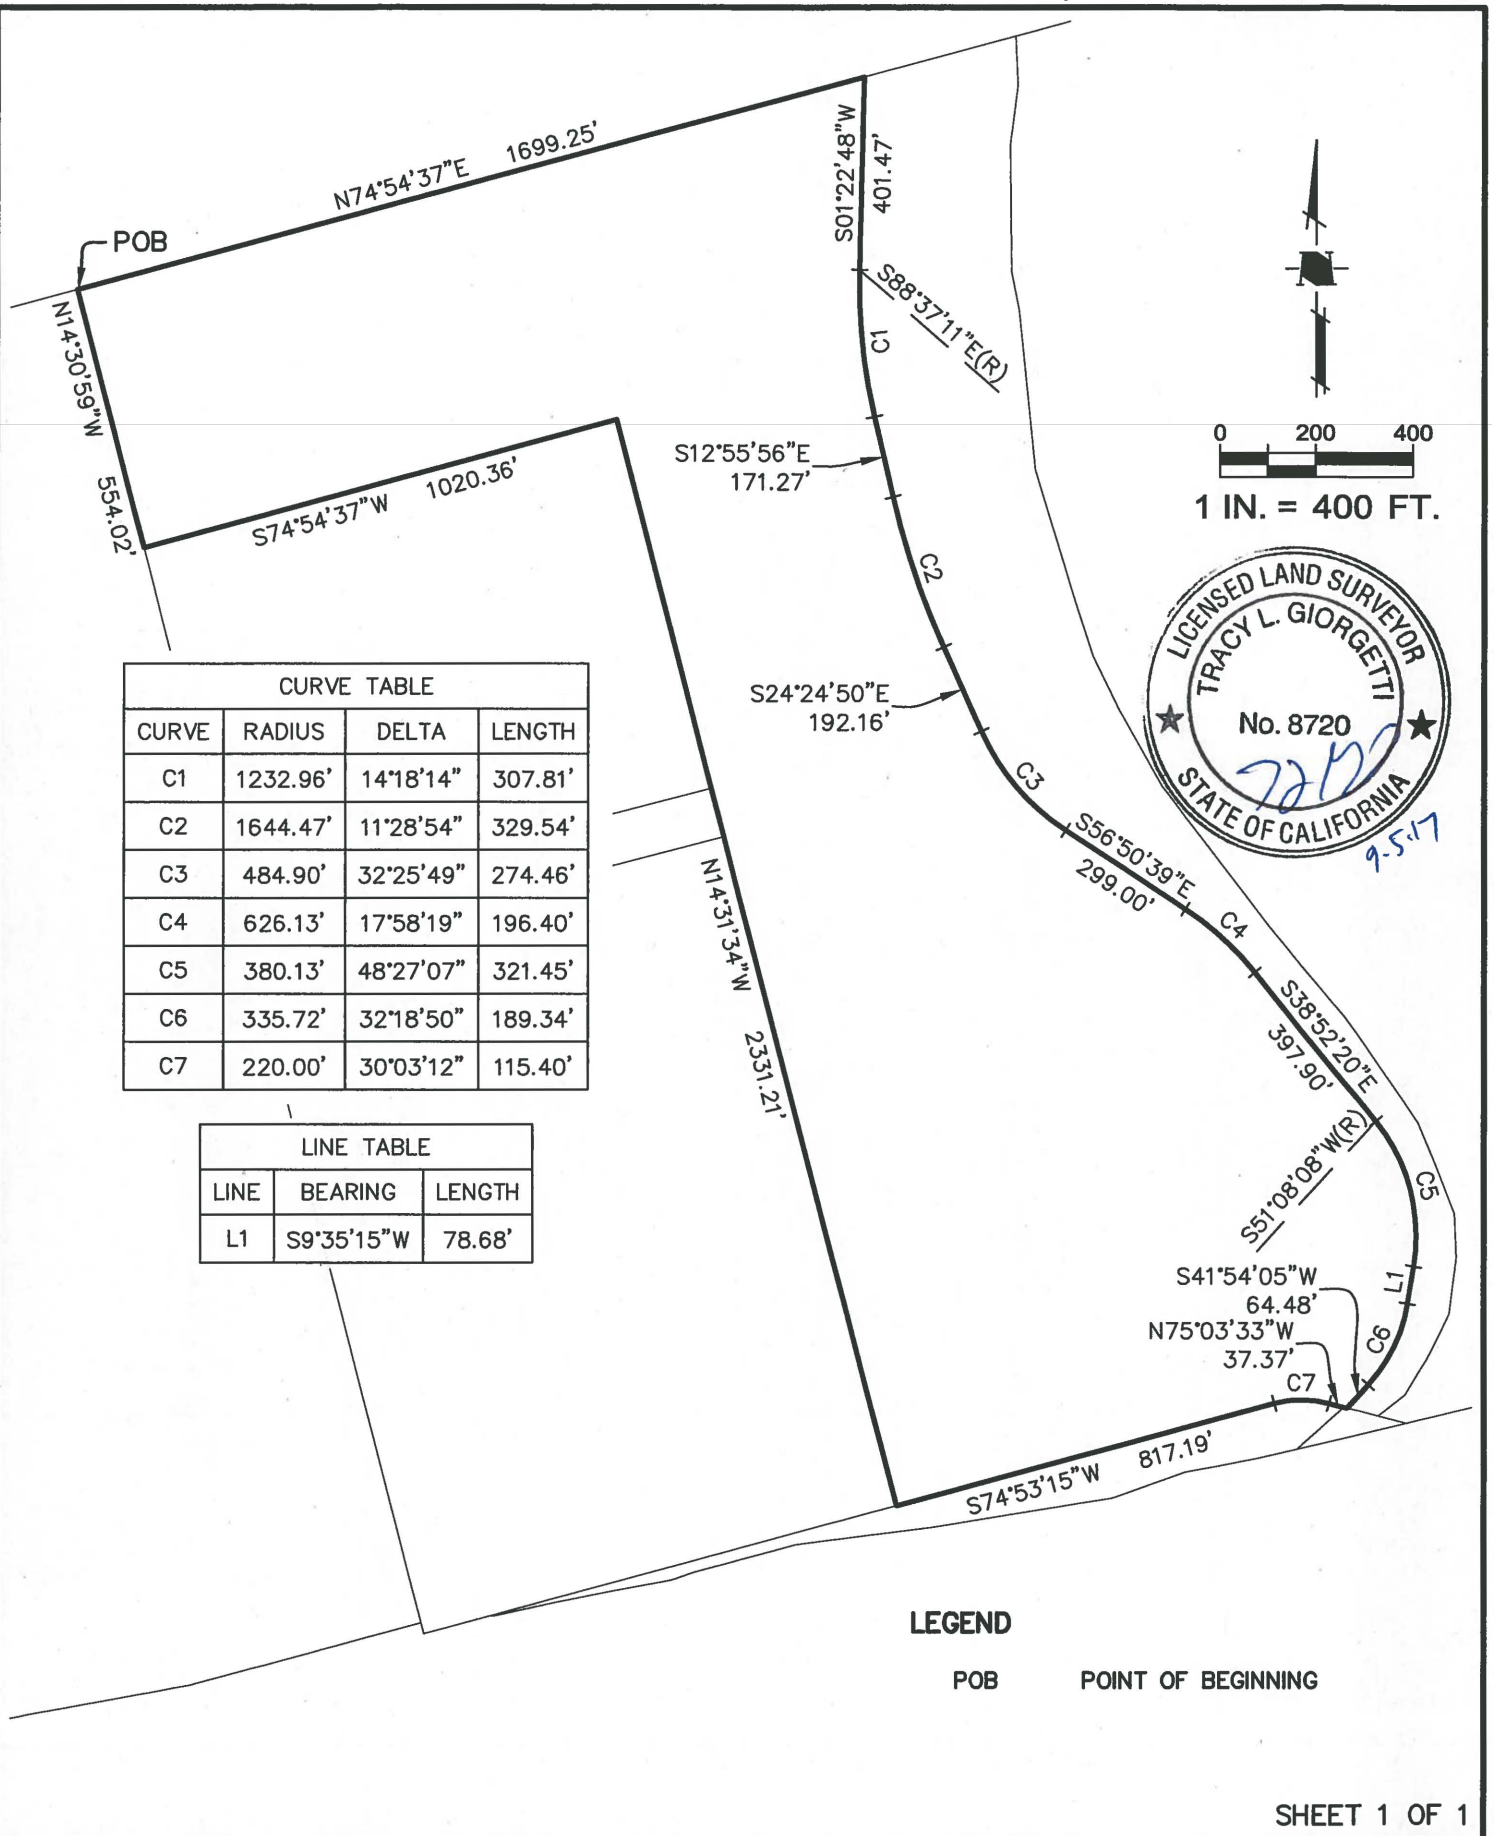 N74°54'37"E 1699.25'
POB
S01°22'48"W
401.47'
S88°37'11"E(R)
C1
N14°30'59"W 554.02'
S74°54'37"W 1020.36'
S12°55'56"E
171.27'
0 200 400
1 IN. = 400 FT.
C2
LICENSED LAND SURVEYOR
TRACY L. GIORGETTI
No. 8720
STATE OF CALIFORNIA
9-5-17
S24°24'50"E
192.16'
C3
S56°50'39"E
299.00'
C4
CURVE TABLE
CURVE RADIUS DELTA LENGTH
C1 1232.96' 14°18'14" 307.81'
C2 1644.47' 11°28'54" 329.54'
C3 484.90' 32°25'49" 274.46'
C4 626.13' 17°58'19" 196.40'
C5 380.13' 48°27'07" 321.45'
C6 335.72' 32°18'50" 189.34'
C7 220.00' 30°03'12" 115.40'
N14°31'34"W 2331.21'
S38°52'20"E
397.90'
LINE TABLE
LINE BEARING LENGTH
L1 S9°35'15"W 78.68'
S51°08'08"W(R)
C5
S41°54'05"W
64.48'
L1
N75°03'33"W
37.37'
C6
C7
S74°53'15"W 817.19'
LEGEND
POB POINT OF BEGINNING
SHEET 1 OF 1